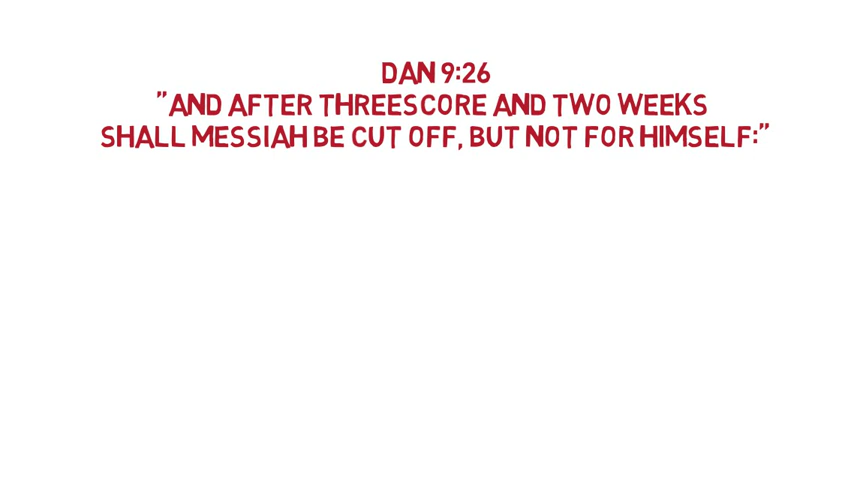 DAN 9:26
"AND AFTER THREESCORE AND TWO WEEKS
SHALL MESSIAH BE CUT OFF, BUT NOT FOR HIMSELF:"